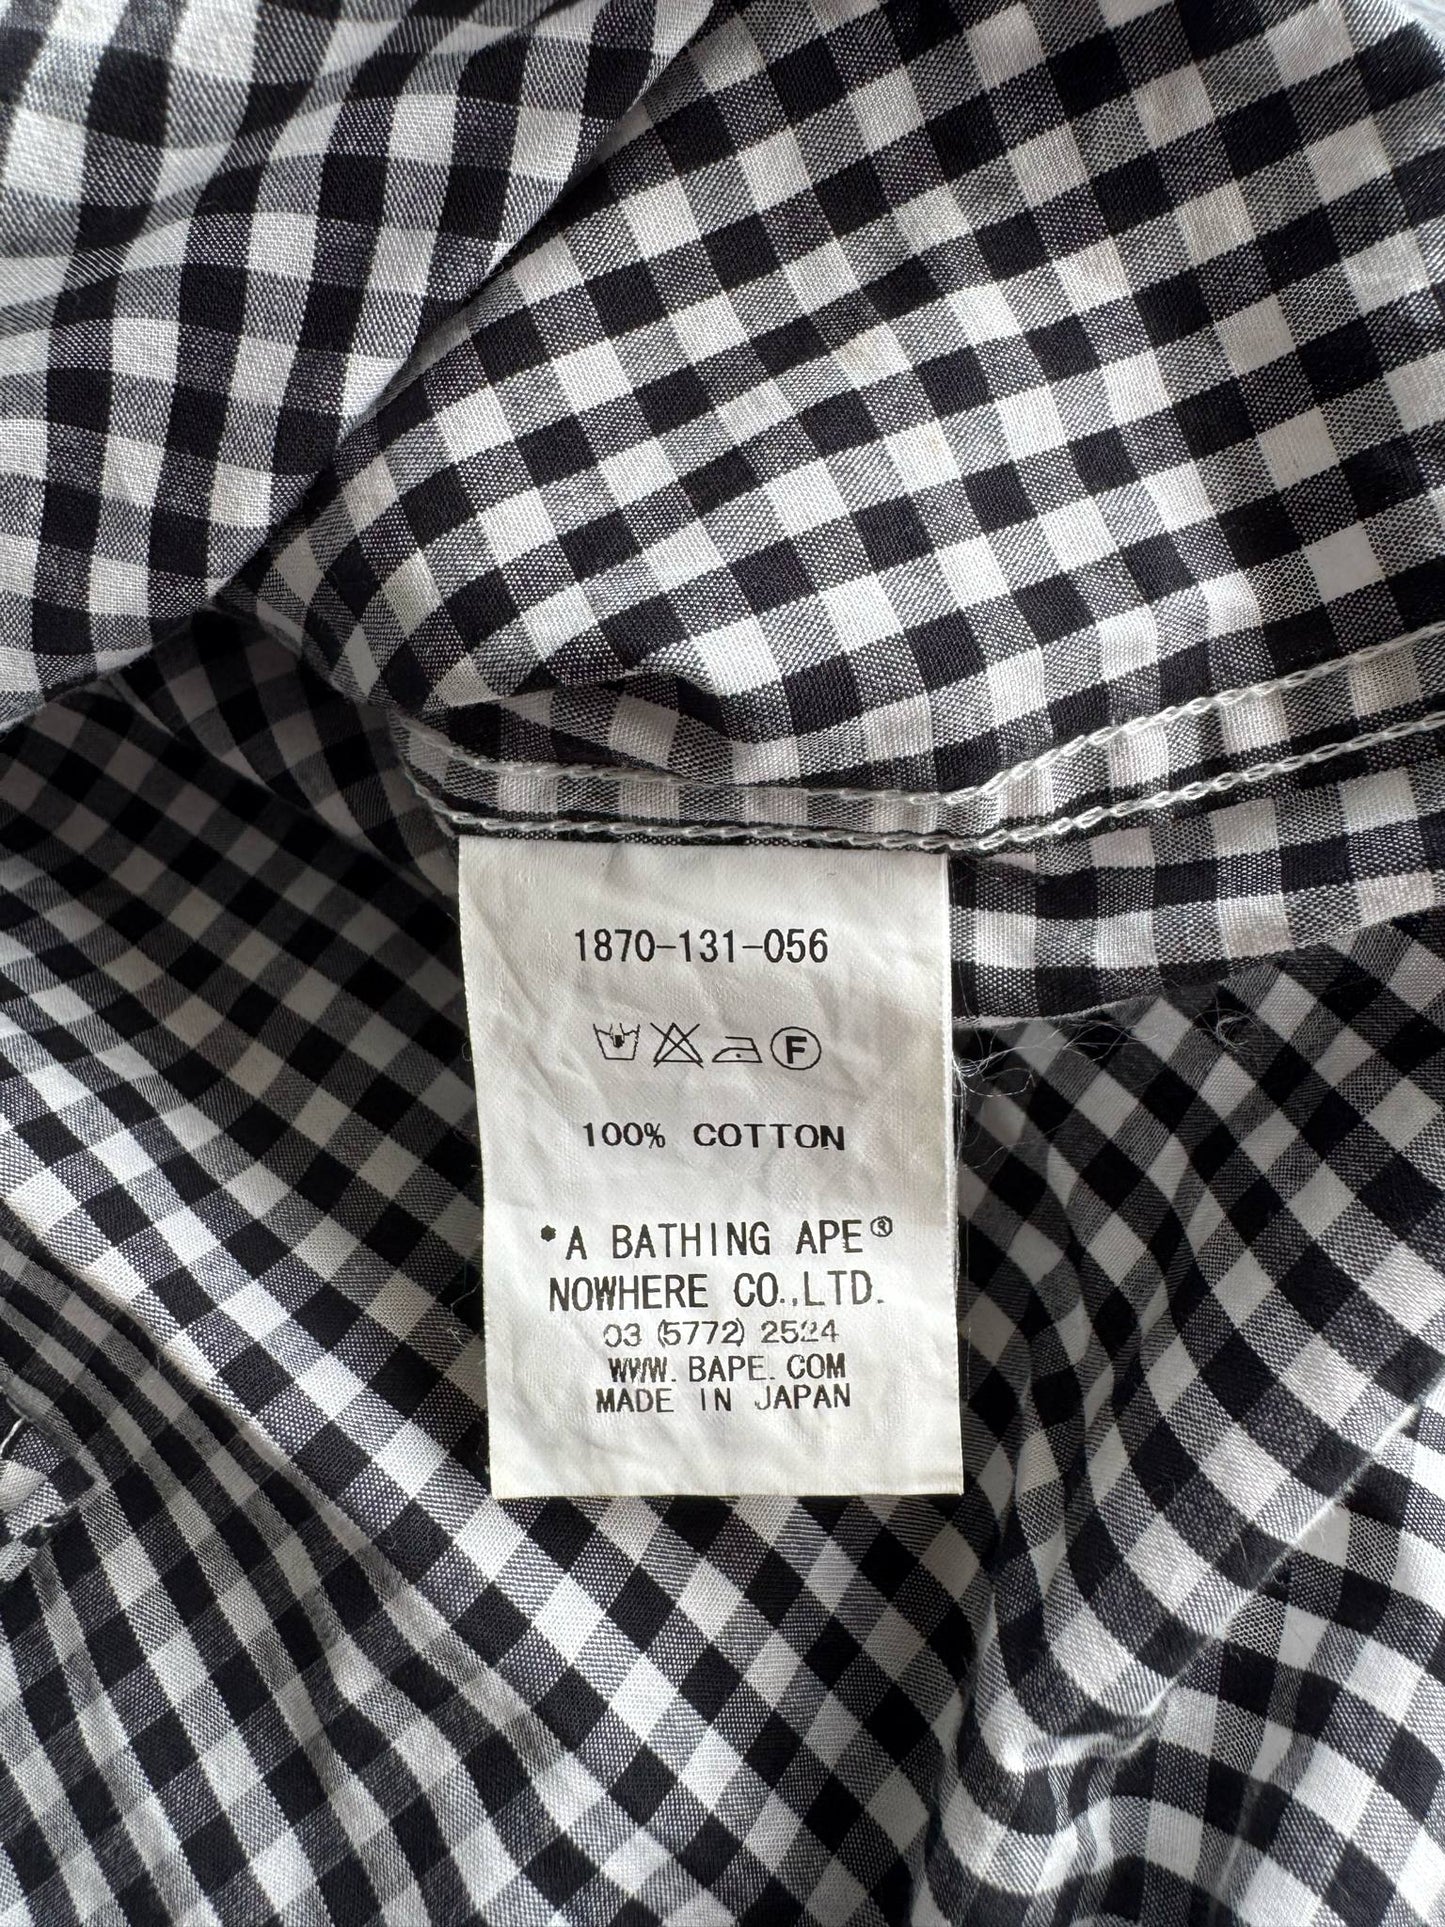 1870-131-056
F
100% COTTON
*A BATHING APE®
NOWHERE CO.,LTD.
03 (5772) 2524
WWW.BAPE.COM
MADE IN JAPAN